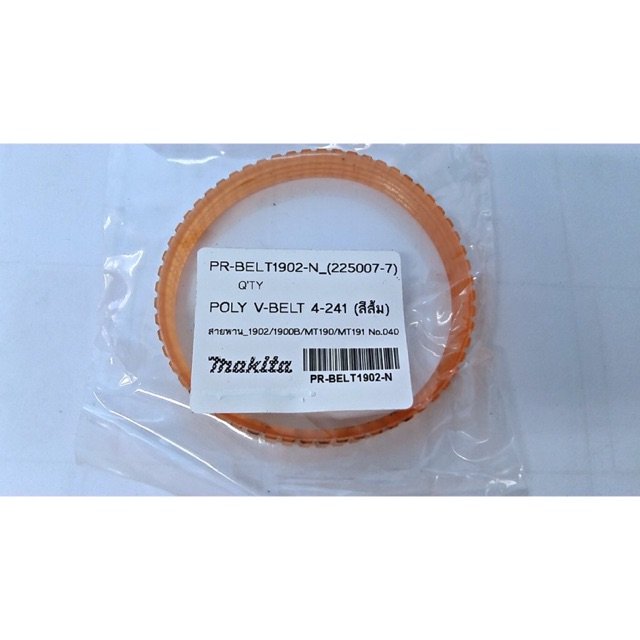 PR-BELT1902-N_(225007-7)
Q'TY
POLY V-BELT 4-241 (สีส้ม)
สายพาน_1902/1900B/MT190/MT191 No.040
makita
PR-BELT1902-N